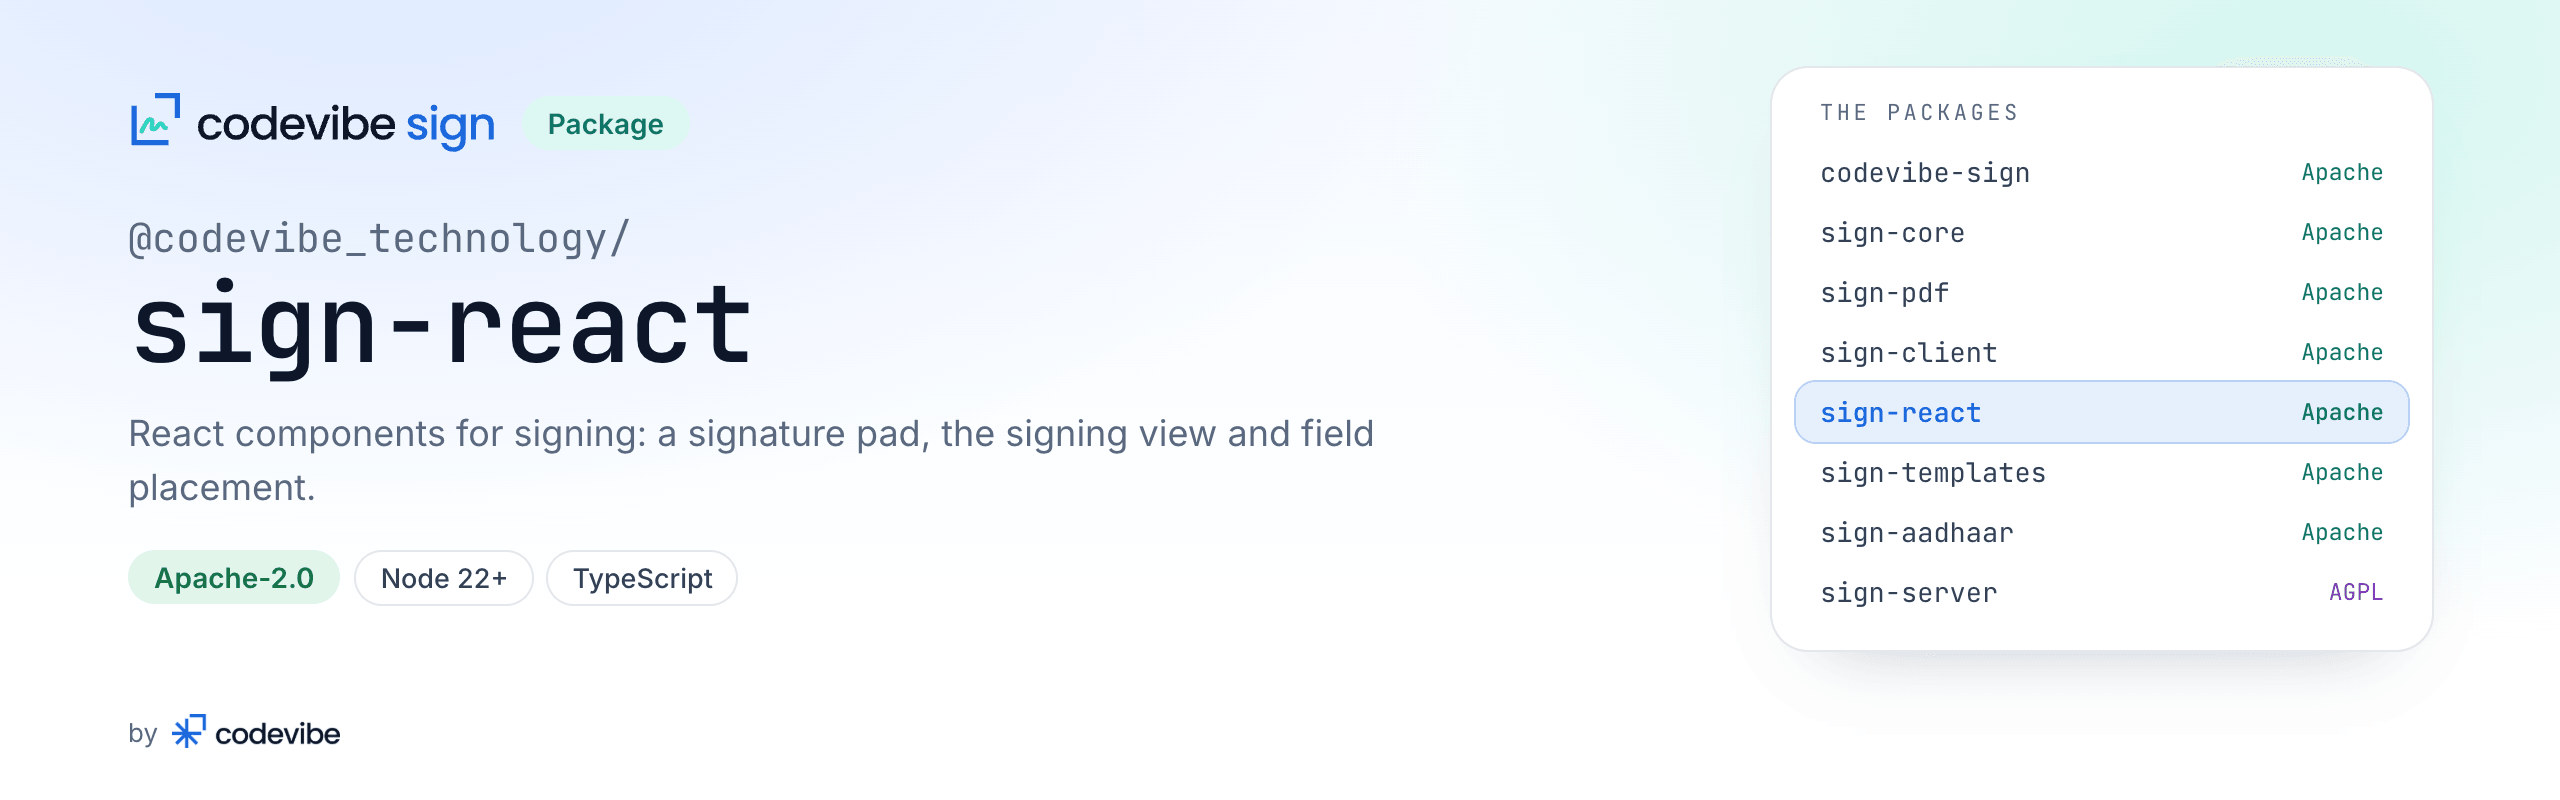 codevibe sign
Package
@codevibe_technology/
sign-react
React components for signing: a signature pad, the signing view and field
placement.
Apache-2.0
Node 22+
TypeScript
by codevibe
THE PACKAGES
codevibe-sign Apache
sign-core Apache
sign-pdf Apache
sign-client Apache
sign-react Apache
sign-templates Apache
sign-aadhaar Apache
sign-server AGPL